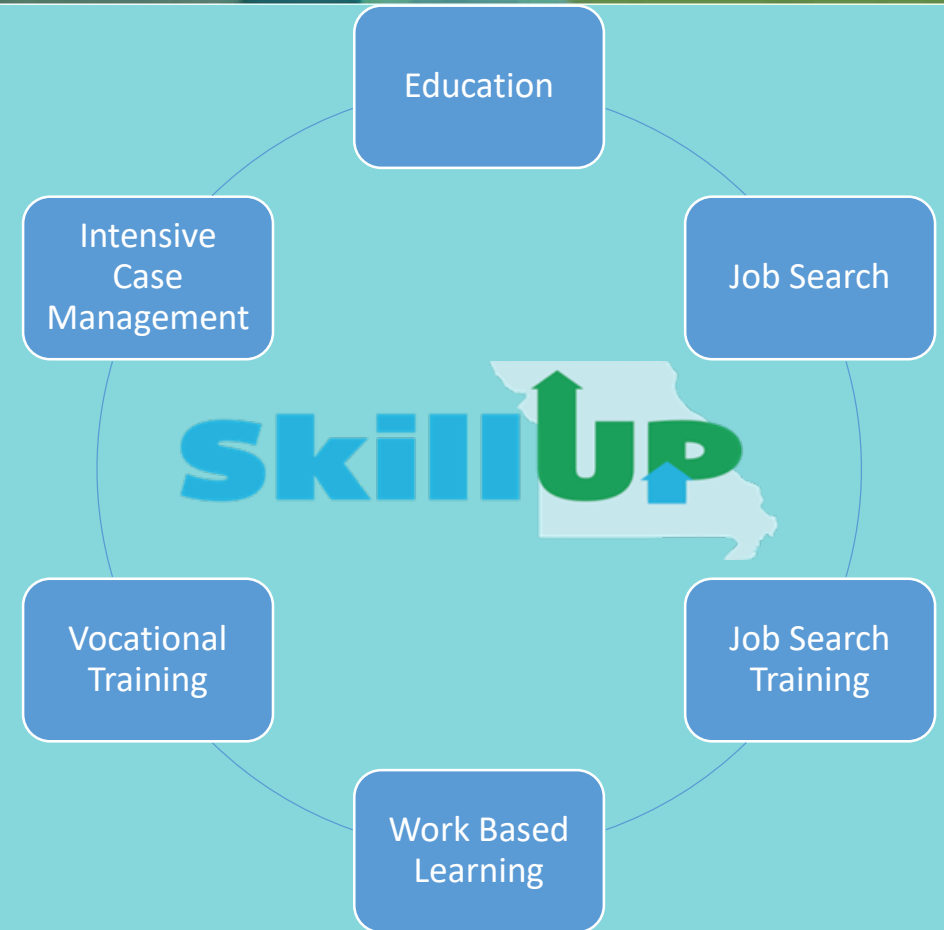 Education
Intensive
Case
Management
Job Search
SkillUP
Vocational
Training
Job Search
Training
Work Based
Learning